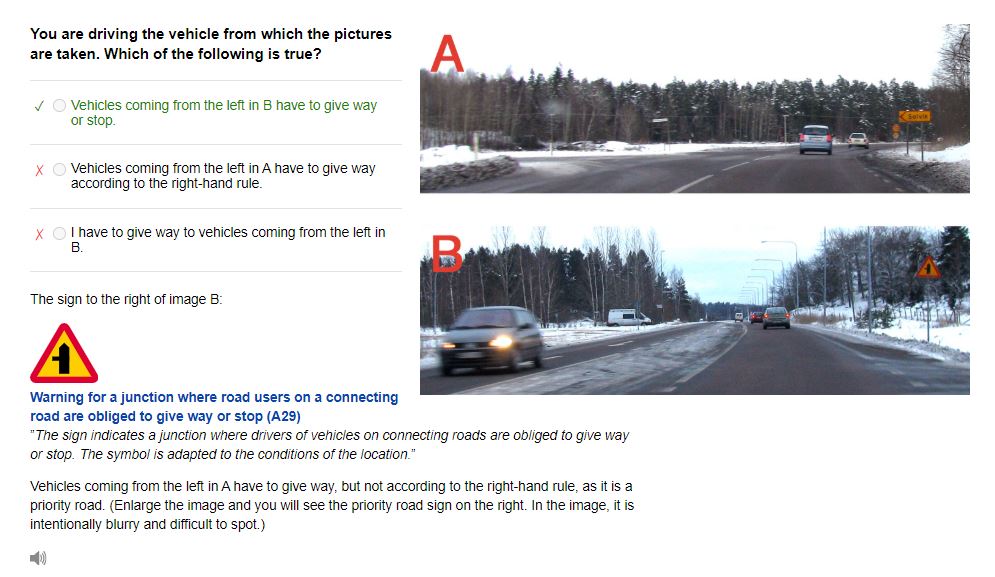 You are driving the vehicle from which the pictures
are taken. Which of the following is true?
Vehicles coming from the left in B have to give way
or stop.
Vehicles coming from the left in A have to give way
according to the right-hand rule.
I have to give way to vehicles coming from the left in
B.
The sign to the right of image B:
Warning for a junction where road users on a connecting
road are obliged to give way or stop (A29)
"The sign indicates a junction where drivers of vehicles on connecting roads are obliged to give way
or stop. The symbol is adapted to the conditions of the location."
Vehicles coming from the left in A have to give way, but not according to the right-hand rule, as it is a
priority road. (Enlarge the image and you will see the priority road sign on the right. In the image, it is
intentionally blurry and difficult to spot.)
A
Solvik
B